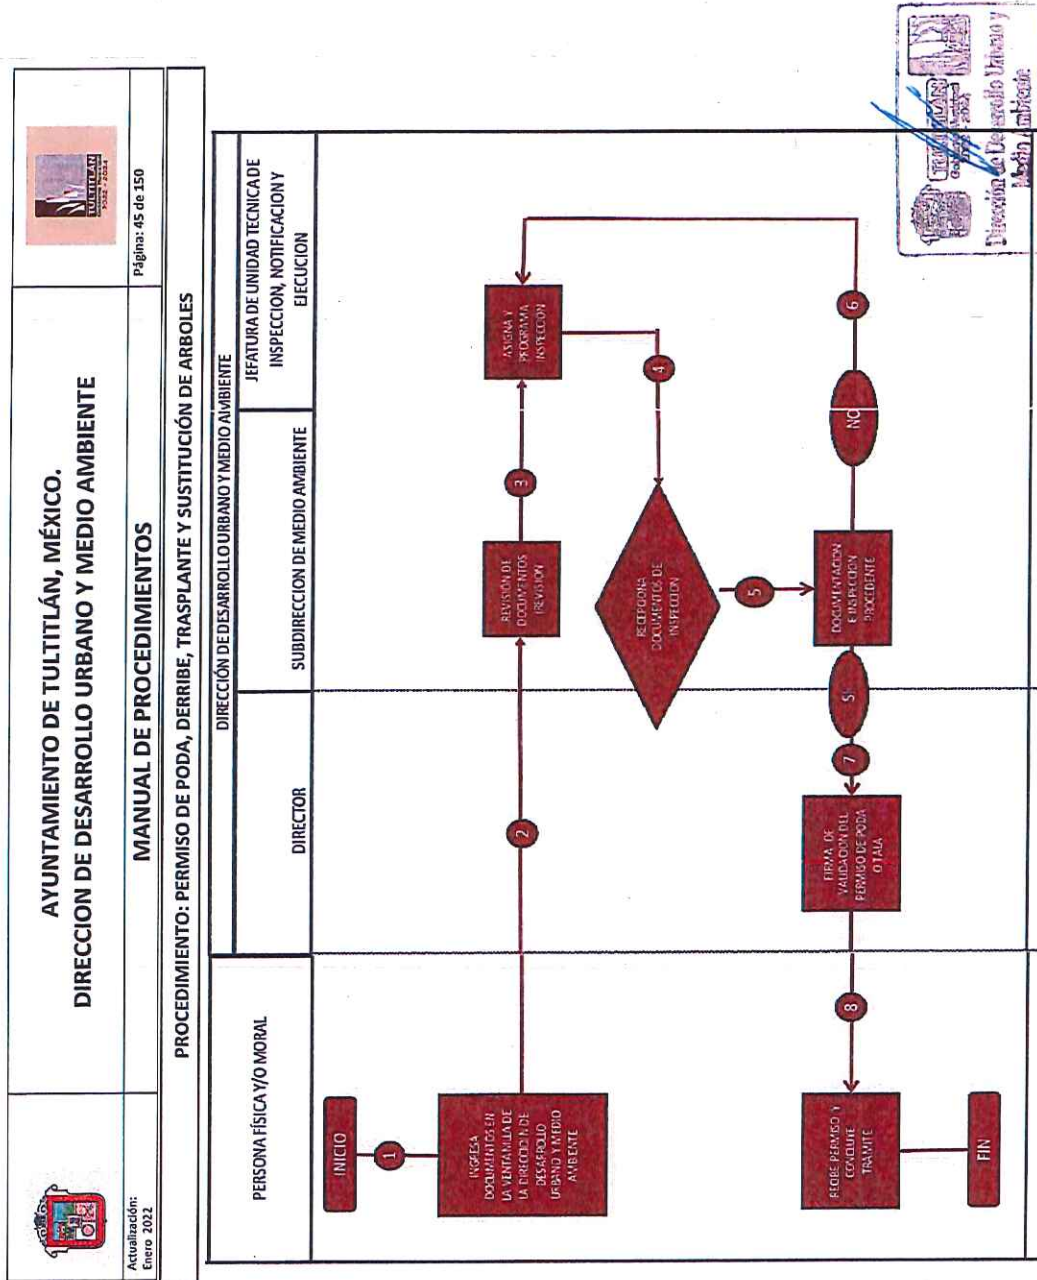 AYUNTAMIENTO DE TULTITLÁN, MÉXICO.
DIRECCION DE DESARROLLO URBANO Y MEDIO AMBIENTE
TULTITLÁN
2022 - 2024
Actualización:
Enero 2022
MANUAL DE PROCEDIMIENTOS
Página: 45 de 150
PROCEDIMIENTO: PERMISO DE PODA, DERRIBE, TRASPLANTE Y SUSTITUCIÓN DE ARBOLES
PERSONA FÍSICA Y/O MORAL
DIRECCIÓN DE DESARROLLO URBANO Y MEDIO AMBIENTE
DIRECTOR
SUBDIRECCION DE MEDIO AMBIENTE
JEFATURA DE UNIDAD TECNICA DE
INSPECCION, NOTIFICACION Y
EJECUCION
INICIO
1
INGRESA
DOCUMENTOS EN
LA VENTANILLA DE
LA DIRECCION DE
DESARROLLO
URBANO Y MEDIO
AMBIENTE
2
REVISIÓN DE
DOCUMENTOS
(REVISION
3
ASIGNA Y
PROGRAMA
INSPECCION
4
RECEPCIONA
DOCUMENTOS DE
INSPECCION
5
DOCUMENTACION
E INSPECCION
PROCEDENTE
NO
6
SI
7
FIRMA DE
VALIDACION DEL
PERMISO DE PODA
O TALA
8
RECIBE PERMISO Y
CONCLUYE
TRAMITE
FIN
Dirección de Desarrollo Urbano y
Medio Ambiente